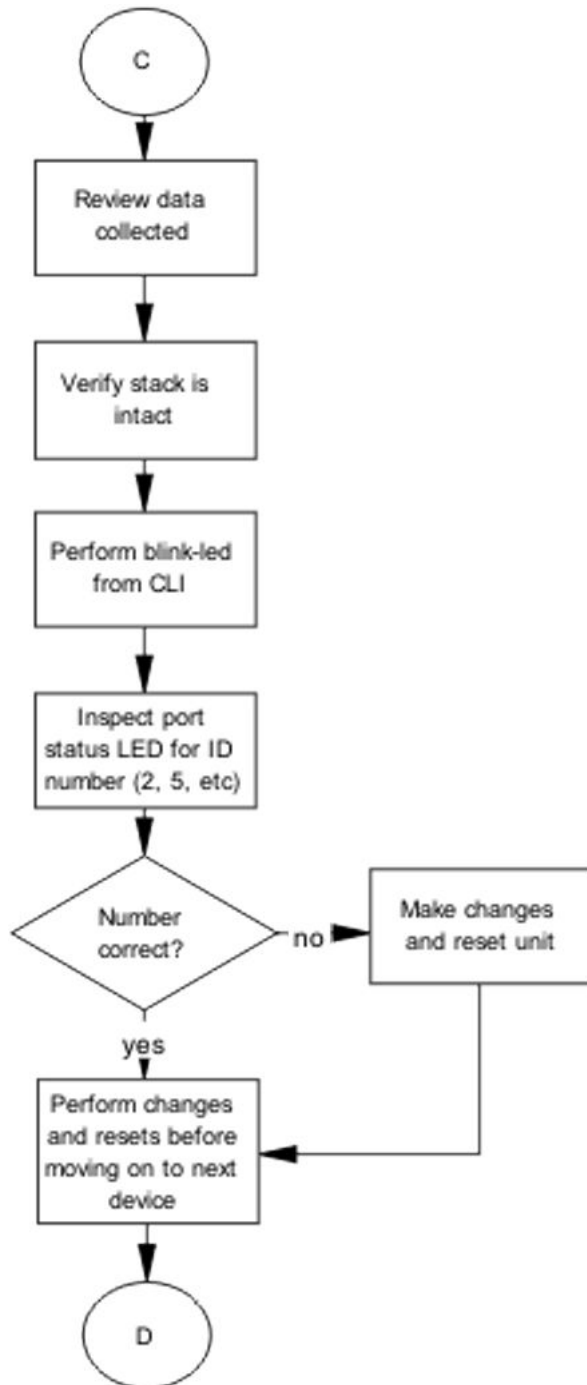 C
Review data
collected
Verify stack is
intact
Perform blink-led
from CLI
Inspect port
status LED for ID
number (2, 5, etc)
Number
correct?
no
Make changes
and reset unit
yes
Perform changes
and resets before
moving on to next
device
D